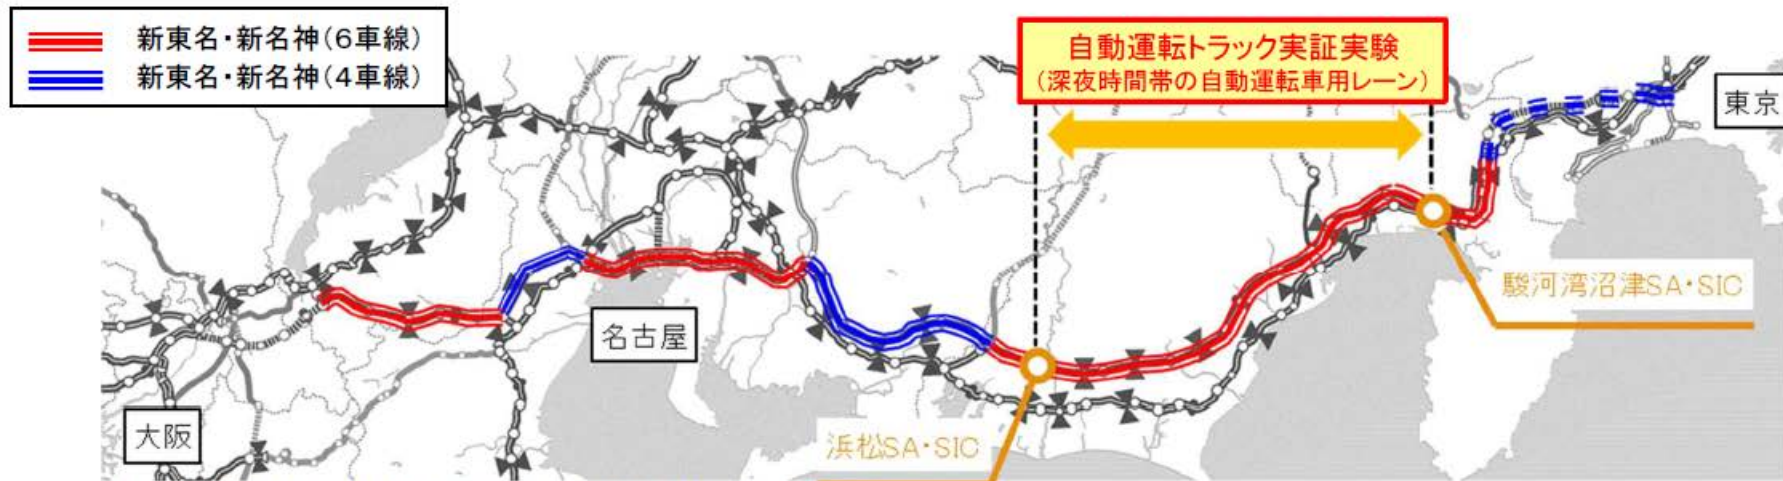 新東名・新名神(6車線)
新東名・新名神(4車線)
自動運転トラック実証実験
(深夜時間帯の自動運転車用レーン)
東京
駿河湾沼津SA・SIC
名古屋
大阪
浜松SA・SIC